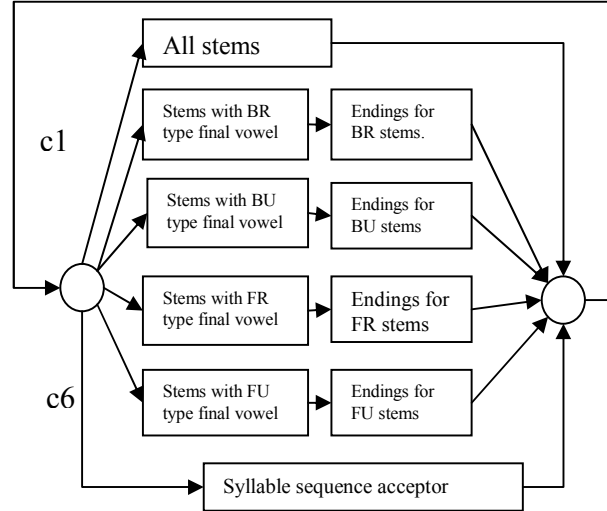 All stems
c1
Stems with BR
type final vowel
Endings for
BR stems.
Stems with BU
type final vowel
Endings for
BU stems
Stems with FR
type final vowel
Endings for
FR stems
c6
Stems with FU
type final vowel
Endings for
FU stems
Syllable sequence acceptor